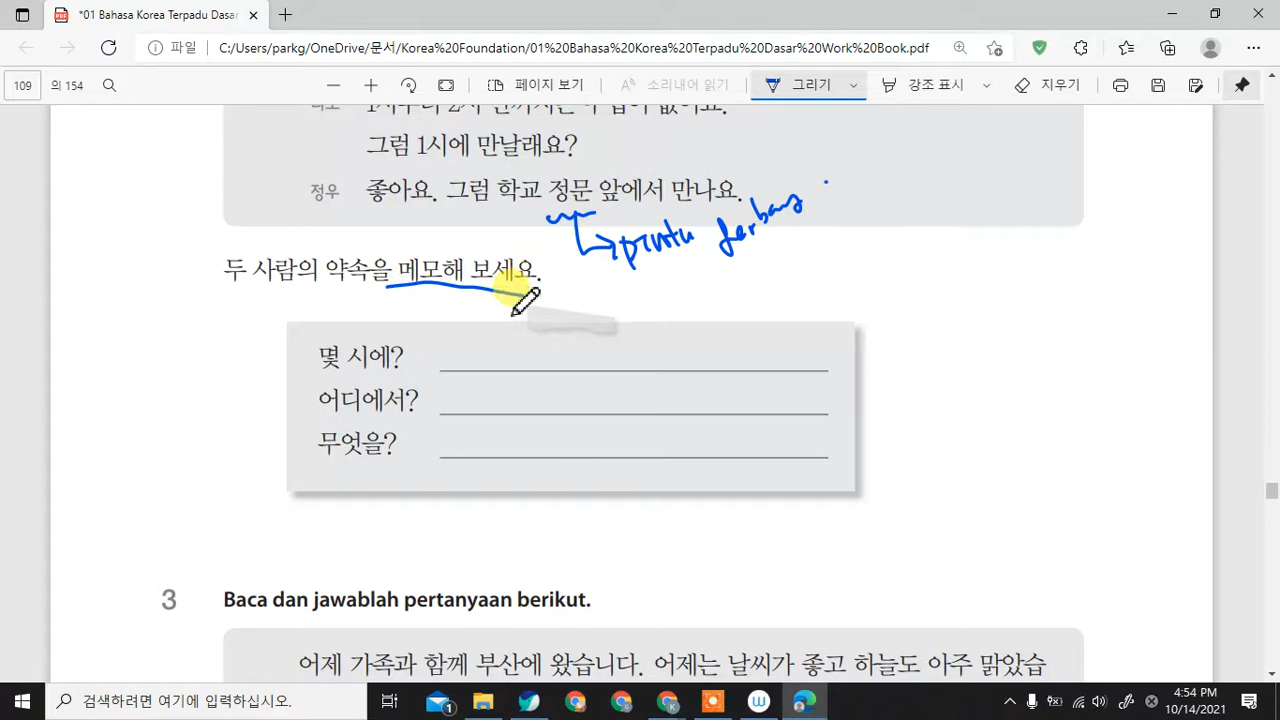 *01 Bahasa Korea Terpadu Dasar
파일 C:/Users/parkg/OneDrive/문서/Korea%20Foundation/01%20Bahasa%20Korea%20Terpadu%20Dasar%20Work%20Book.pdf
109 의 154 페이지 보기 소리내어 읽기 그리기 강조 표시 지우기
그럼 1시에 만날래요?
정우 좋아요. 그럼 학교 정문 앞에서 만나요.
pintu gerbang
두 사람의 약속을 메모해 보세요.
몇 시에?
어디에서?
무엇을?
3 Baca dan jawablah pertanyaan berikut.
어제 가족과 함께 부산에 왔습니다. 어제는 날씨가 좋고 하늘도 아주 맑았습
검색하려면 여기에 입력하십시오.
4:54 PM
10/14/2021